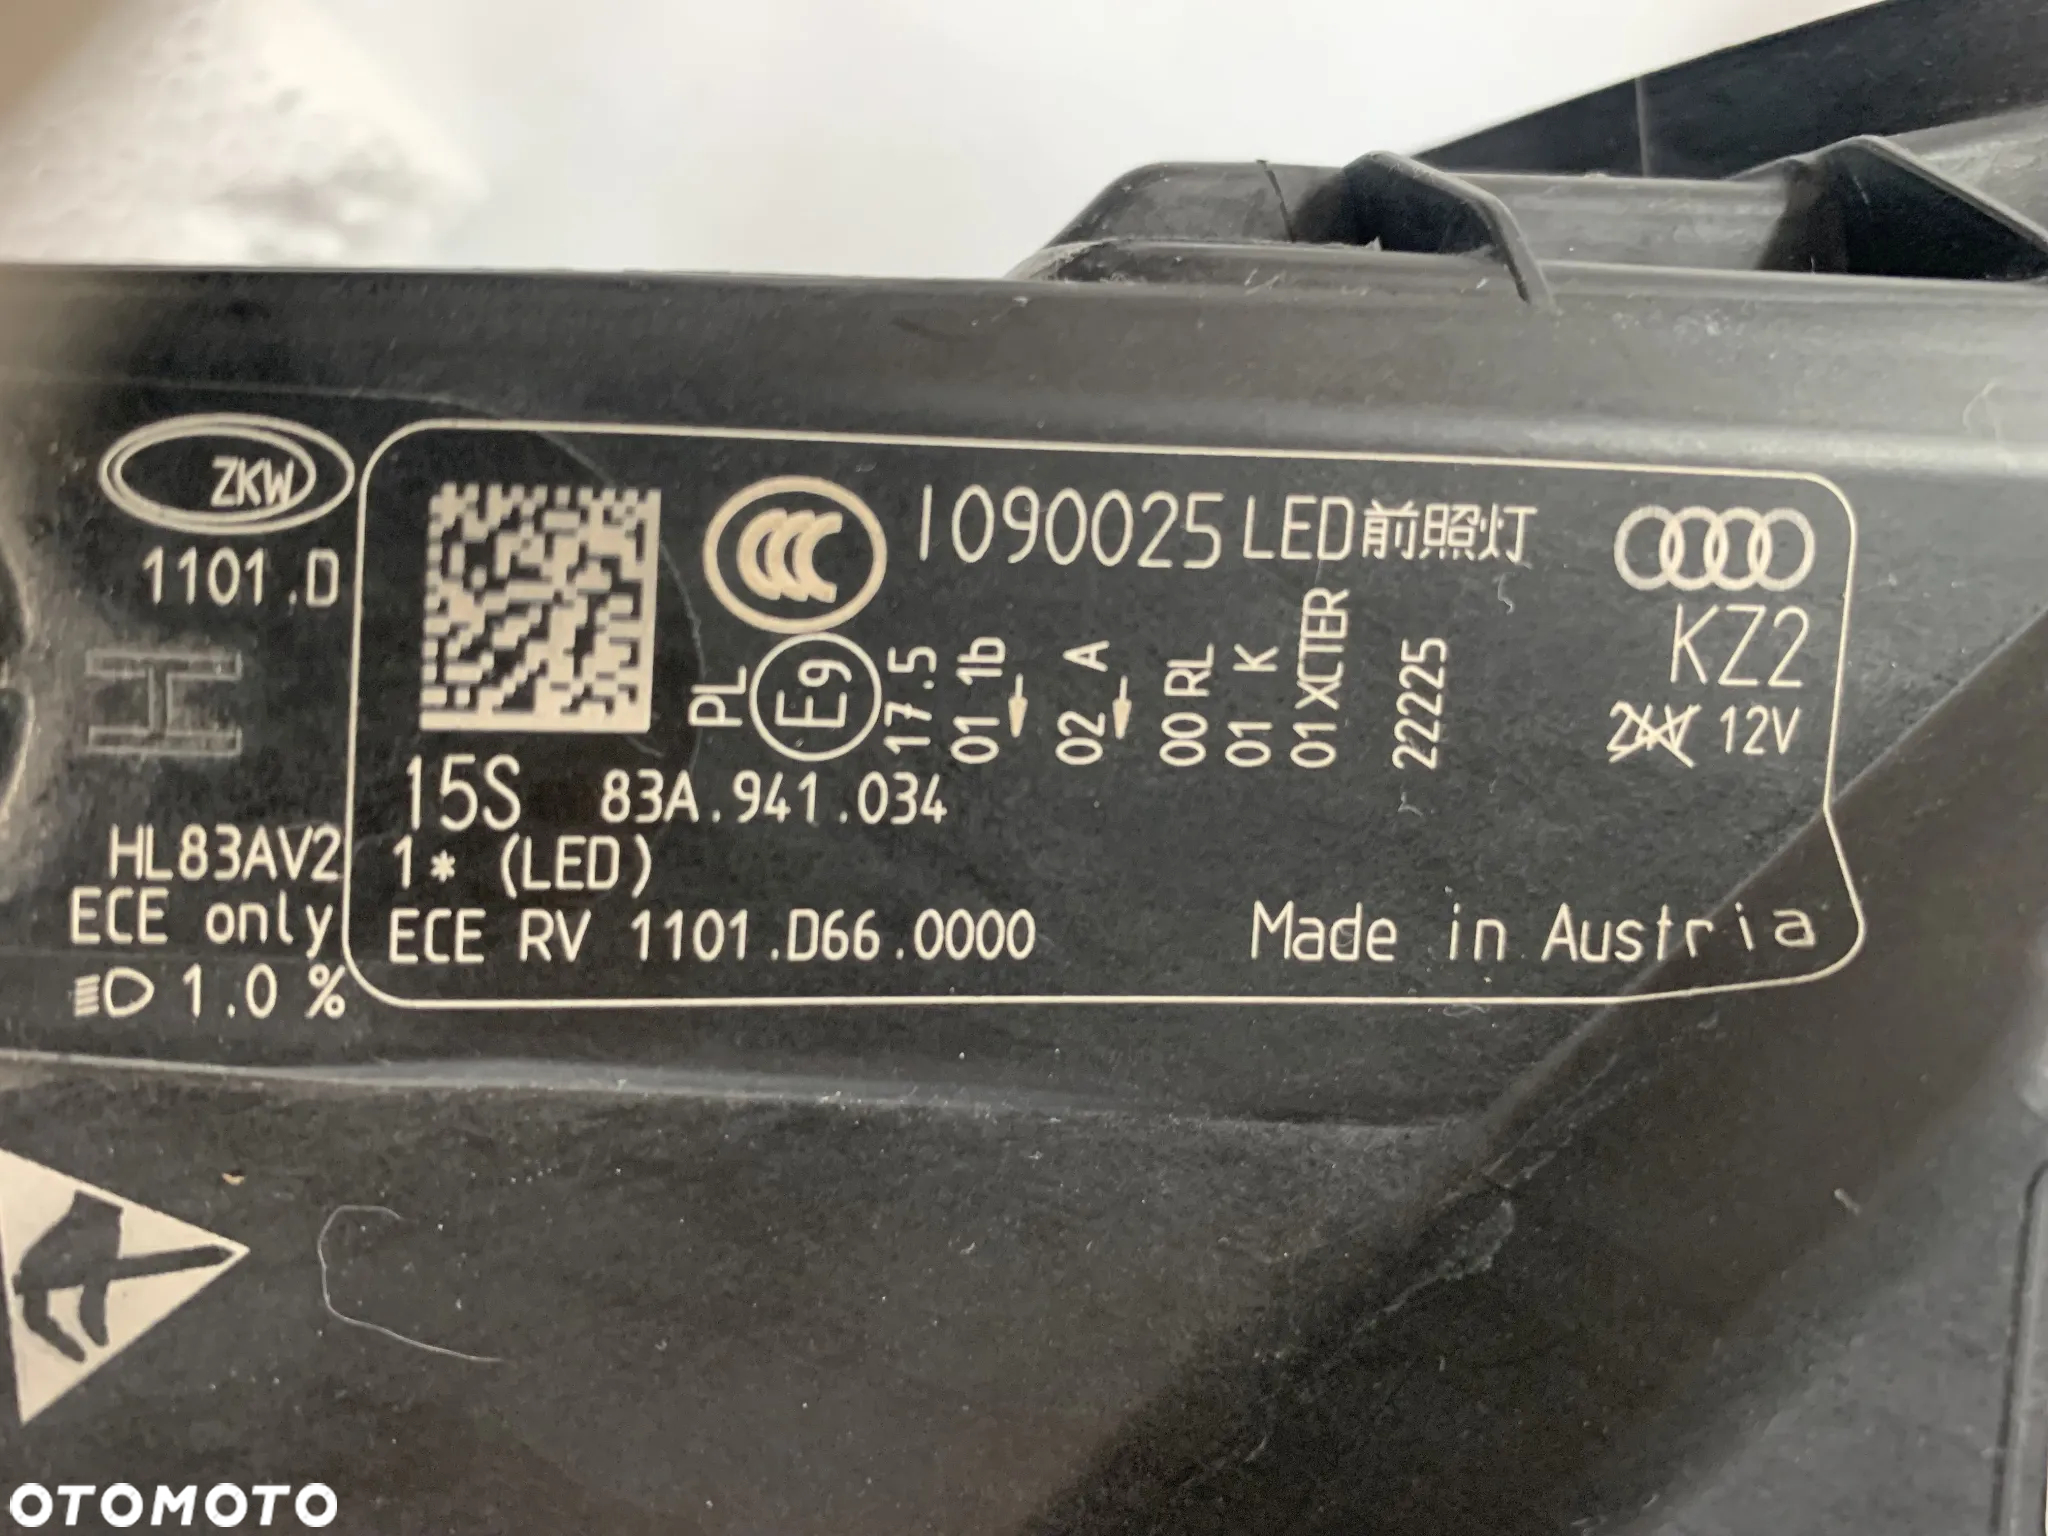 ZKW
1101.D
H
HL83AV2
ECE only
1.0 %
CCC
1090025 LED前照灯
KZ2
24V 12V
PL
E9
17.5
01 1b
02 A
00 RL
01 K
01 XCTER
22225
15S 83A.941.034
1* (LED)
ECE RV 1101.D66.0000
Made in Austria
OTOMOTO